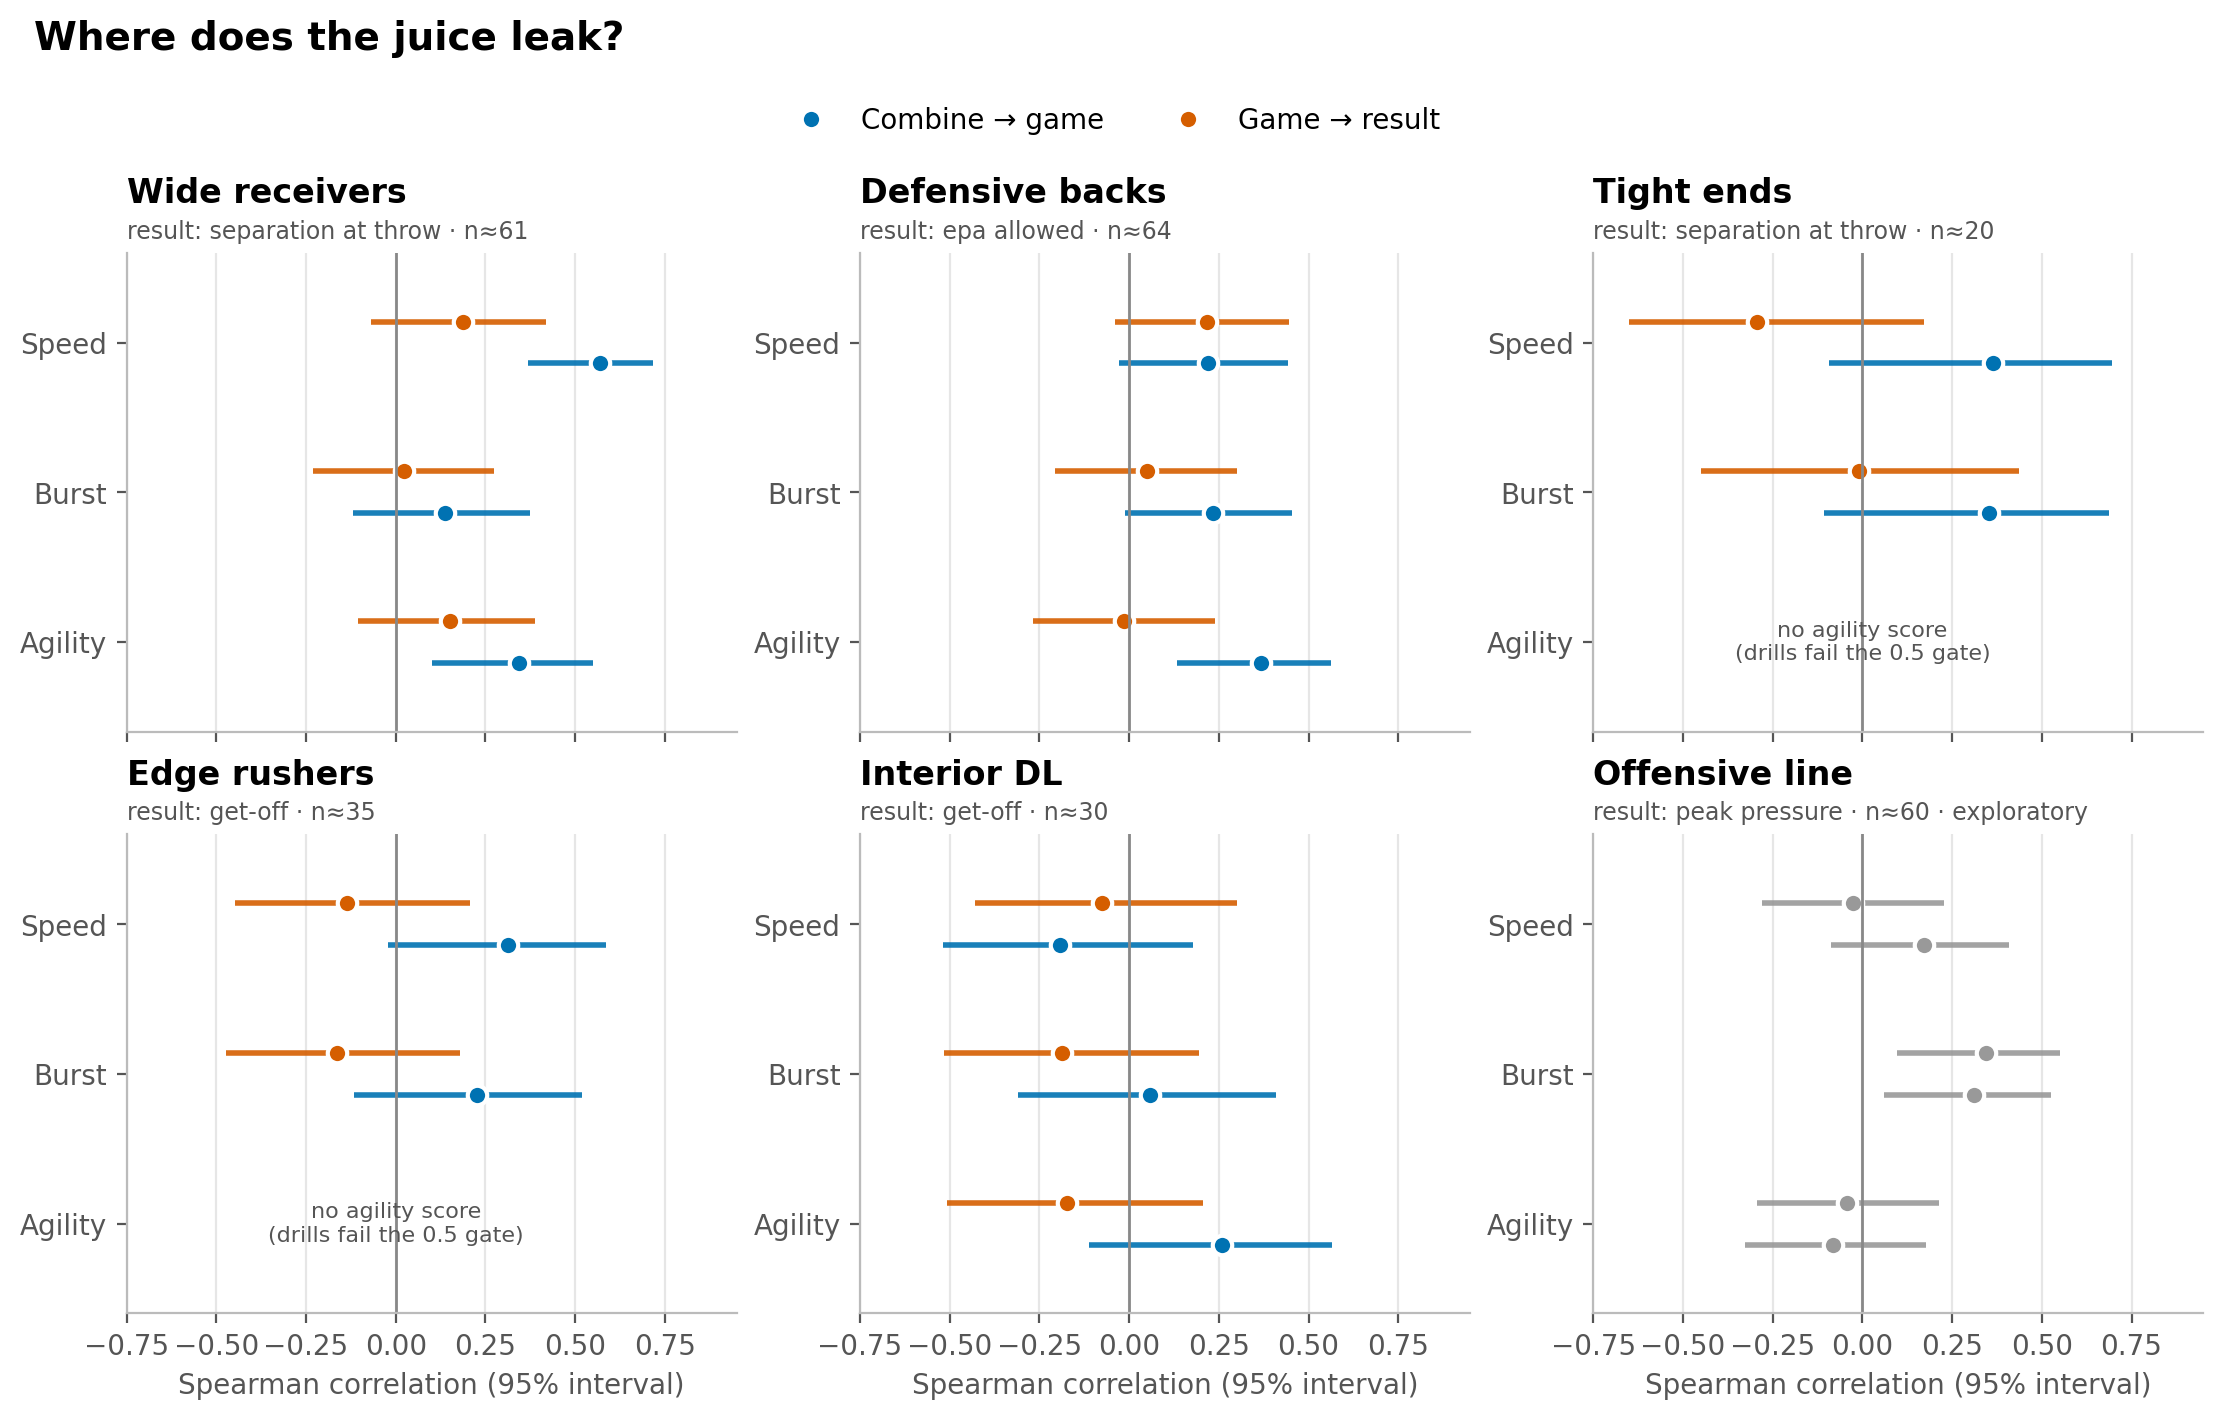 Where does the juice leak?
Combine → game
Game → result
Wide receivers
result: separation at throw · n≈61
Speed
Burst
Agility
Defensive backs
result: epa allowed · n≈64
Speed
Burst
Agility
Tight ends
result: separation at throw · n≈20
Speed
Burst
Agility
no agility score
(drills fail the 0.5 gate)
Edge rushers
result: get-off · n≈35
Speed
Burst
Agility
no agility score
(drills fail the 0.5 gate)
−0.75 −0.50 −0.25 0.00 0.25 0.50 0.75
Spearman correlation (95% interval)
Interior DL
result: get-off · n≈30
Speed
Burst
Agility
−0.75 −0.50 −0.25 0.00 0.25 0.50 0.75
Spearman correlation (95% interval)
Offensive line
result: peak pressure · n≈60 · exploratory
Speed
Burst
Agility
−0.75 −0.50 −0.25 0.00 0.25 0.50 0.75
Spearman correlation (95% interval)